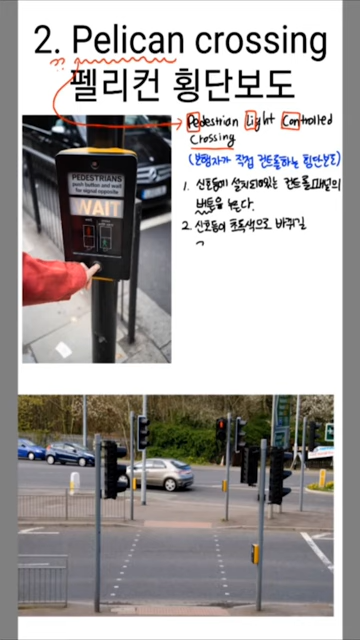 2. Pelican crossing
??
펠리컨 횡단보도
Pedestrian Light Controlled
Crossing
(보행자가 직접 컨트롤하는 횡단보도)
1. 신호등에 설치되어있는 컨트롤 패널의
버튼을 누른다.
2. 신호등이 초록색으로 바뀌길
PEDESTRIANS
push button and wait
for signal opposite
WAIT